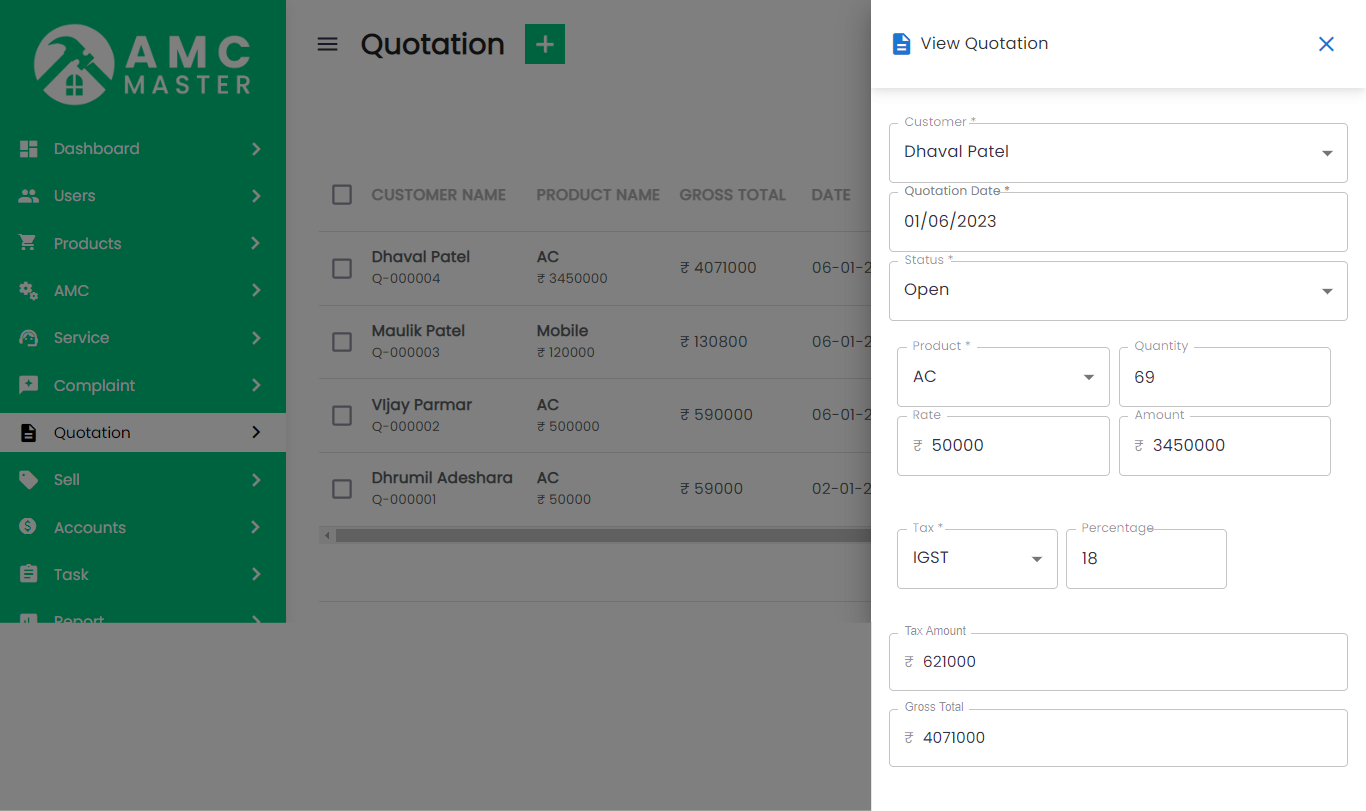 AMC
MASTER
Dashboard
Users
Products
AMC
Service
Complaint
Quotation
Sell
Accounts
Task
Report
Quotation
+
CUSTOMER NAME PRODUCT NAME GROSS TOTAL DATE
Dhaval Patel AC ₹ 4071000 06-01-2
Q-000004 ₹ 3450000
Maulik Patel Mobile ₹ 130800 06-01-2
Q-000003 ₹ 120000
VIjay Parmar AC ₹ 590000 06-01-2
Q-000002 ₹ 500000
Dhrumil Adeshara AC ₹ 59000 02-01-2
Q-000001 ₹ 50000
View Quotation
Customer *
Dhaval Patel
Quotation Date *
01/06/2023
Status *
Open
Product * Quantity
AC 69
Rate Amount
₹ 50000 ₹ 3450000
Tax * Percentage
IGST 18
Tax Amount
₹ 621000
Gross Total
₹ 4071000